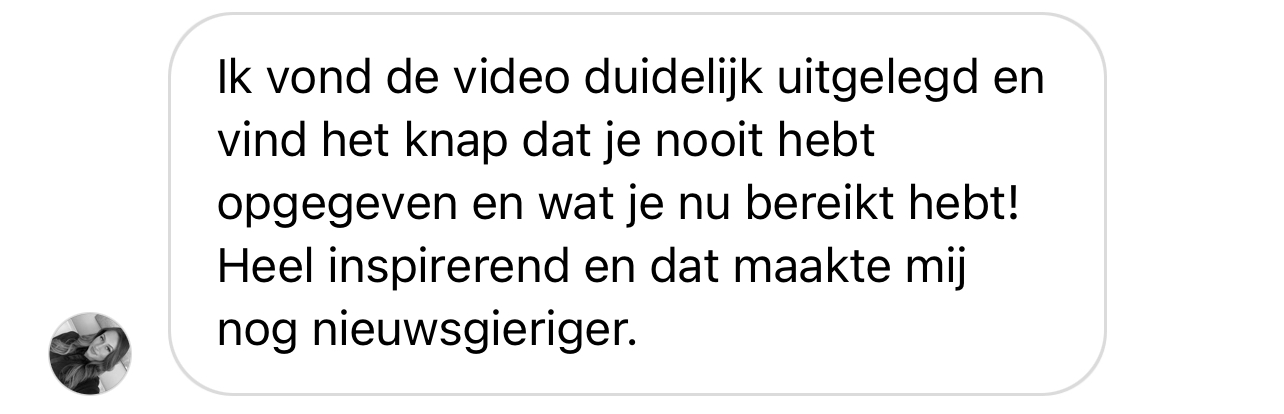 Ik vond de video duidelijk uitgelegd en
vind het knap dat je nooit hebt
opgegeven en wat je nu bereikt hebt!
Heel inspirerend en dat maakte mij
nog nieuwsgieriger.